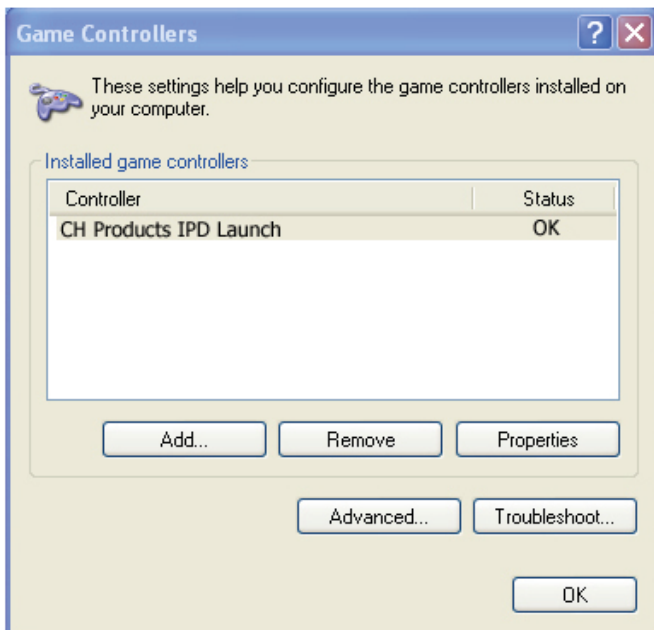 Game Controllers
These settings help you configure the game controllers installed on
your computer.
Installed game controllers
Controller Status
CH Products IPD Launch OK
Add... Remove Properties
Advanced... Troubleshoot...
OK